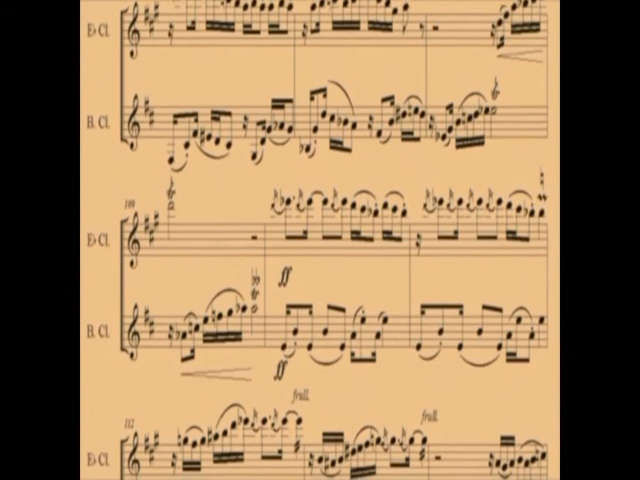 E♭ Cl.
B. Cl.
109
E♭ Cl.
ff
B. Cl.
ff
frull.
frull.
112
E♭ Cl.